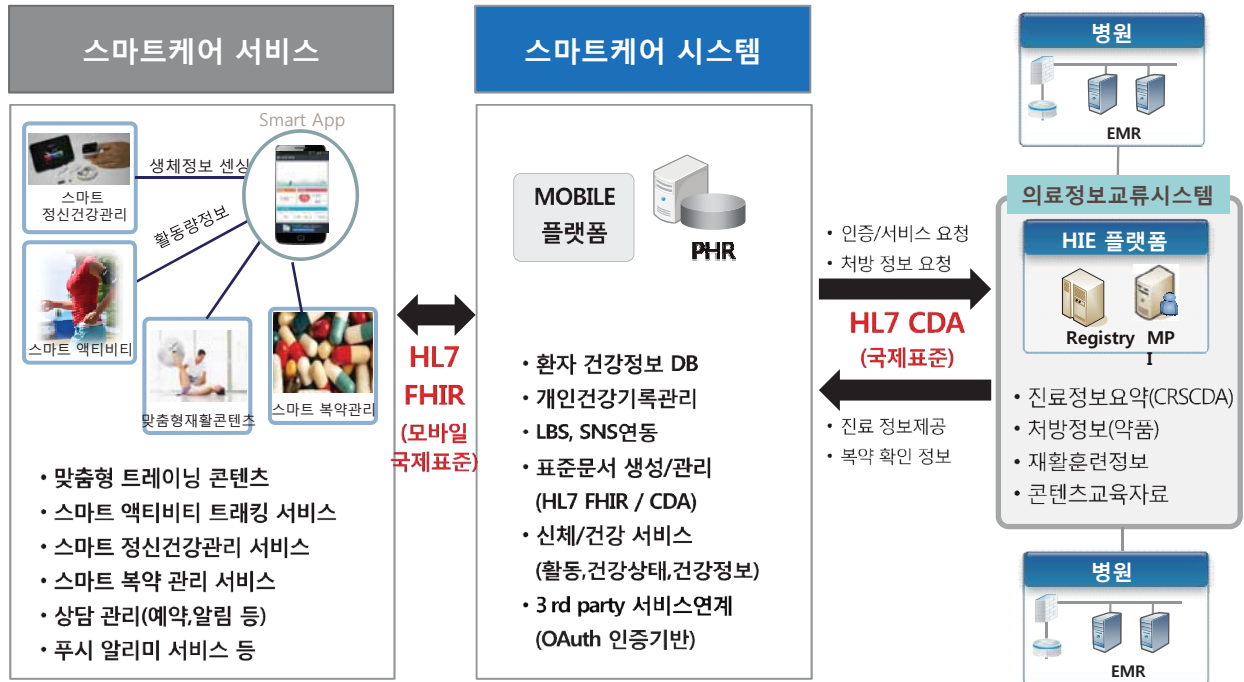 스마트케어 서비스
Smart App
생체정보 센싱
스마트
정신건강관리
활동량정보
스마트 액티비티
맞춤형재활콘텐츠
스마트 복약관리
• 맞춤형 트레이닝 콘텐츠
• 스마트 액티비티 트래킹 서비스
• 스마트 정신건강관리 서비스
• 스마트 복약 관리 서비스
• 상담 관리(예약,알림 등)
• 푸시 알리미 서비스 등
HL7
FHIR
(모바일
국제표준)
스마트케어 시스템
MOBILE
플랫폼
PHR
• 환자 건강정보 DB
• 개인건강기록관리
• LBS, SNS연동
• 표준문서 생성/관리
(HL7 FHIR / CDA)
• 신체/건강 서비스
(활동,건강상태,건강정보)
• 3 rd party 서비스연계
(OAuth 인증기반)
• 인증/서비스 요청
• 처방 정보 요청
HL7 CDA
(국제표준)
• 진료 정보제공
• 복약 확인 정보
병원
EMR
의료정보교류시스템
HIE 플랫폼
Registry MP
I
• 진료정보요약(CRSCDA)
• 처방정보(약품)
• 재활훈련정보
• 콘텐츠교육자료
병원
EMR